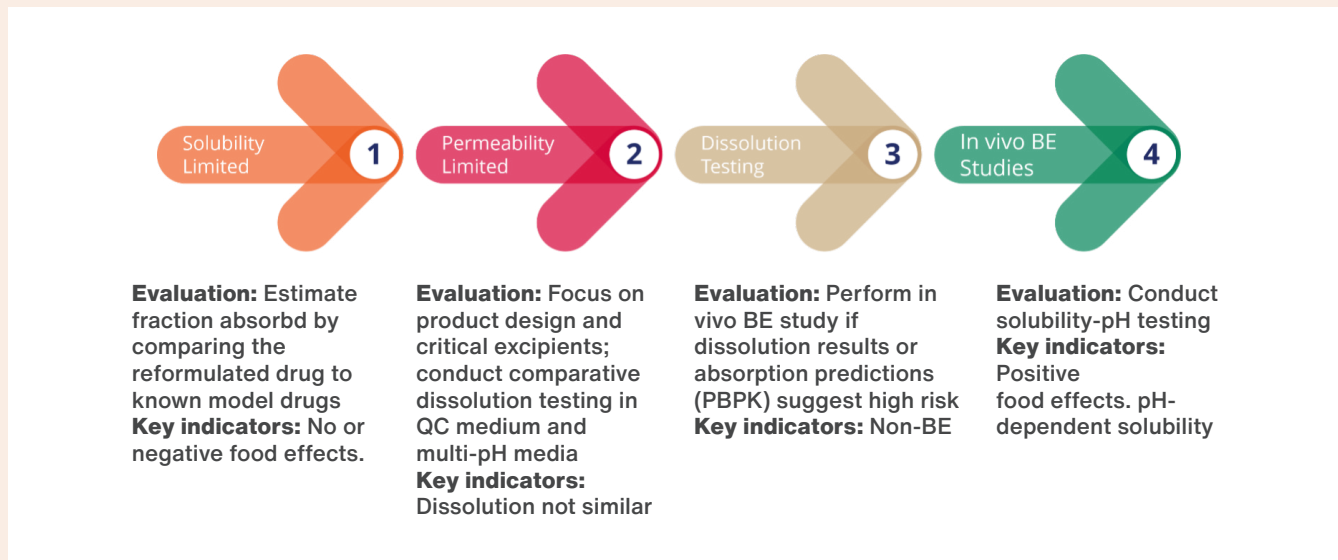 Solubility
Limited
1
Permeability
Limited
2
Dissolution
Testing
3
In vivo BE
Studies
4
Evaluation: Estimate
fraction absorbd by
comparing the
reformulated drug to
known model drugs
Key indicators: No or
negative food effects.
Evaluation: Focus on
product design and
critical excipients;
conduct comparative
dissolution testing in
QC medium and
multi-pH media
Key indicators:
Dissolution not similar
Evaluation: Perform in
vivo BE study if
dissolution results or
absorption predictions
(PBPK) suggest high risk
Key indicators: Non-BE
Evaluation: Conduct
solubility-pH testing
Key indicators:
Positive
food effects. pH-
dependent solubility